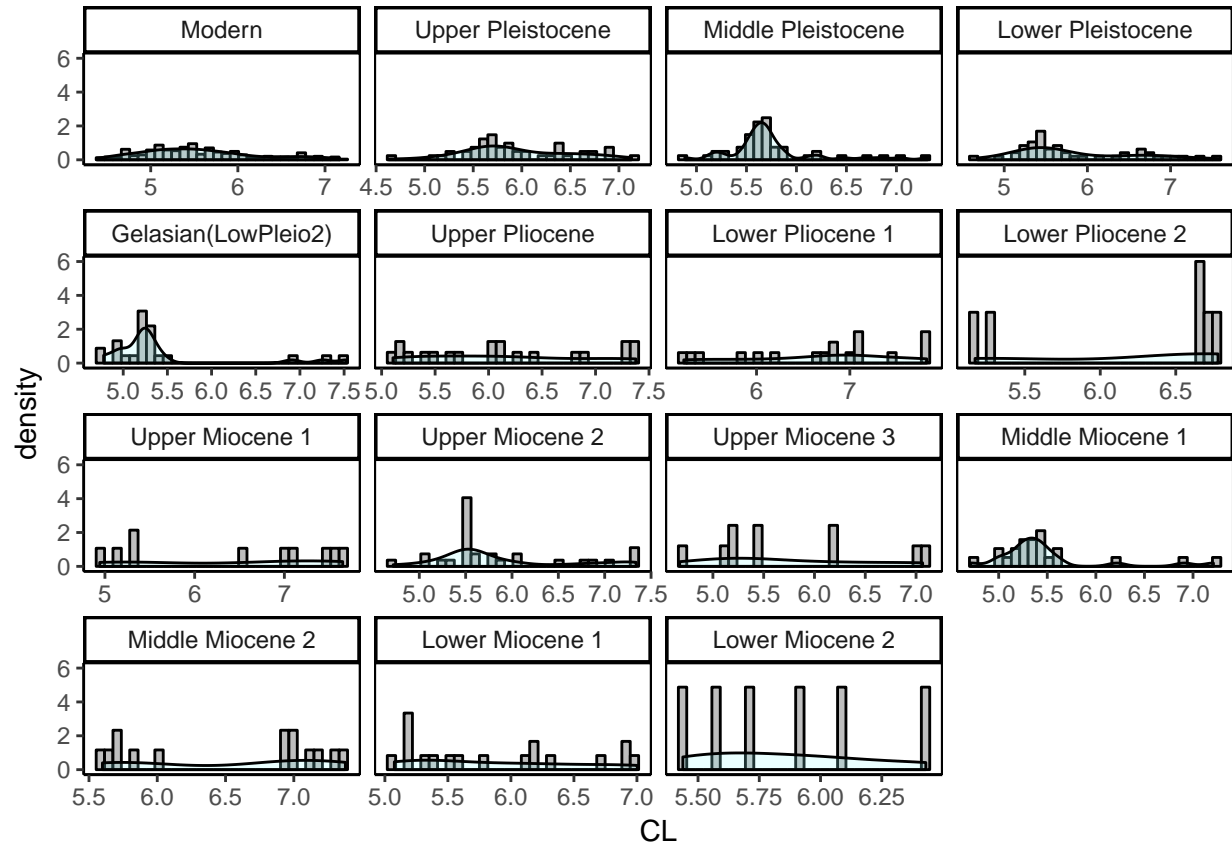 Modern Upper Pleistocene Middle Pleistocene Lower Pleistocene
6
4
2
0
5 6 7 4.5 5.0 5.5 6.0 6.5 7.0 5.0 5.5 6.0 6.5 7.0 5 6 7
Gelasian(LowPleio2) Upper Pliocene Lower Pliocene 1 Lower Pliocene 2
6
4
2
0
5.0 5.5 6.0 6.5 7.0 7.5 5.0 5.5 6.0 6.5 7.0 7.5 6 7 5.5 6.0 6.5
density
Upper Miocene 1 Upper Miocene 2 Upper Miocene 3 Middle Miocene 1
6
4
2
0
5 6 7 5.0 5.5 6.0 6.5 7.0 7.5 5.0 5.5 6.0 6.5 7.0 5.0 5.5 6.0 6.5 7.0
Middle Miocene 2 Lower Miocene 1 Lower Miocene 2
6
4
2
0
5.5 6.0 6.5 7.0 5.0 5.5 6.0 6.5 7.0 5.50 5.75 6.00 6.25
CL